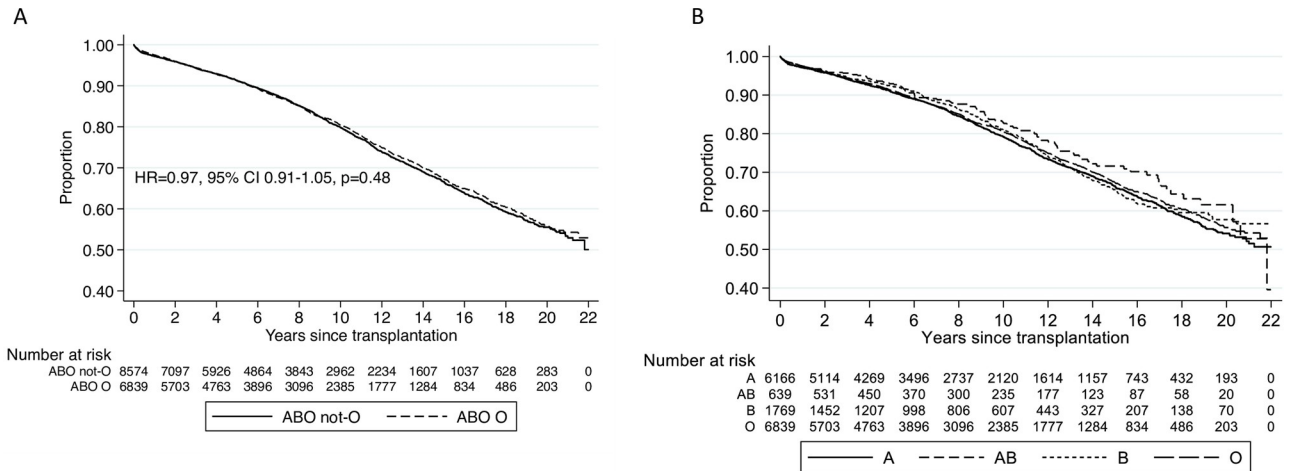 A
1.00
0.90
0.80
0.70
0.60
0.50
0.40
Proportion
HR=0.97, 95% CI 0.91-1.05, p=0.48
0 2 4 6 8 10 12 14 16 18 20 22
Years since transplantation
Number at risk
ABO not-O 8574 7097 5926 4864 3843 2962 2234 1607 1037 628 283 0
ABO O 6839 5703 4763 3896 3096 2385 1777 1284 834 486 203 0
ABO not-O ABO O
B
1.00
0.90
0.80
0.70
0.60
0.50
0.40
Proportion
0 2 4 6 8 10 12 14 16 18 20 22
Years since transplantation
Number at risk
A 6166 5114 4269 3496 2737 2120 1614 1157 743 432 193 0
AB 639 531 450 370 300 235 177 123 87 58 20 0
B 1769 1452 1207 998 806 607 443 327 207 138 70 0
O 6839 5703 4763 3896 3096 2385 1777 1284 834 486 203 0
A AB B O